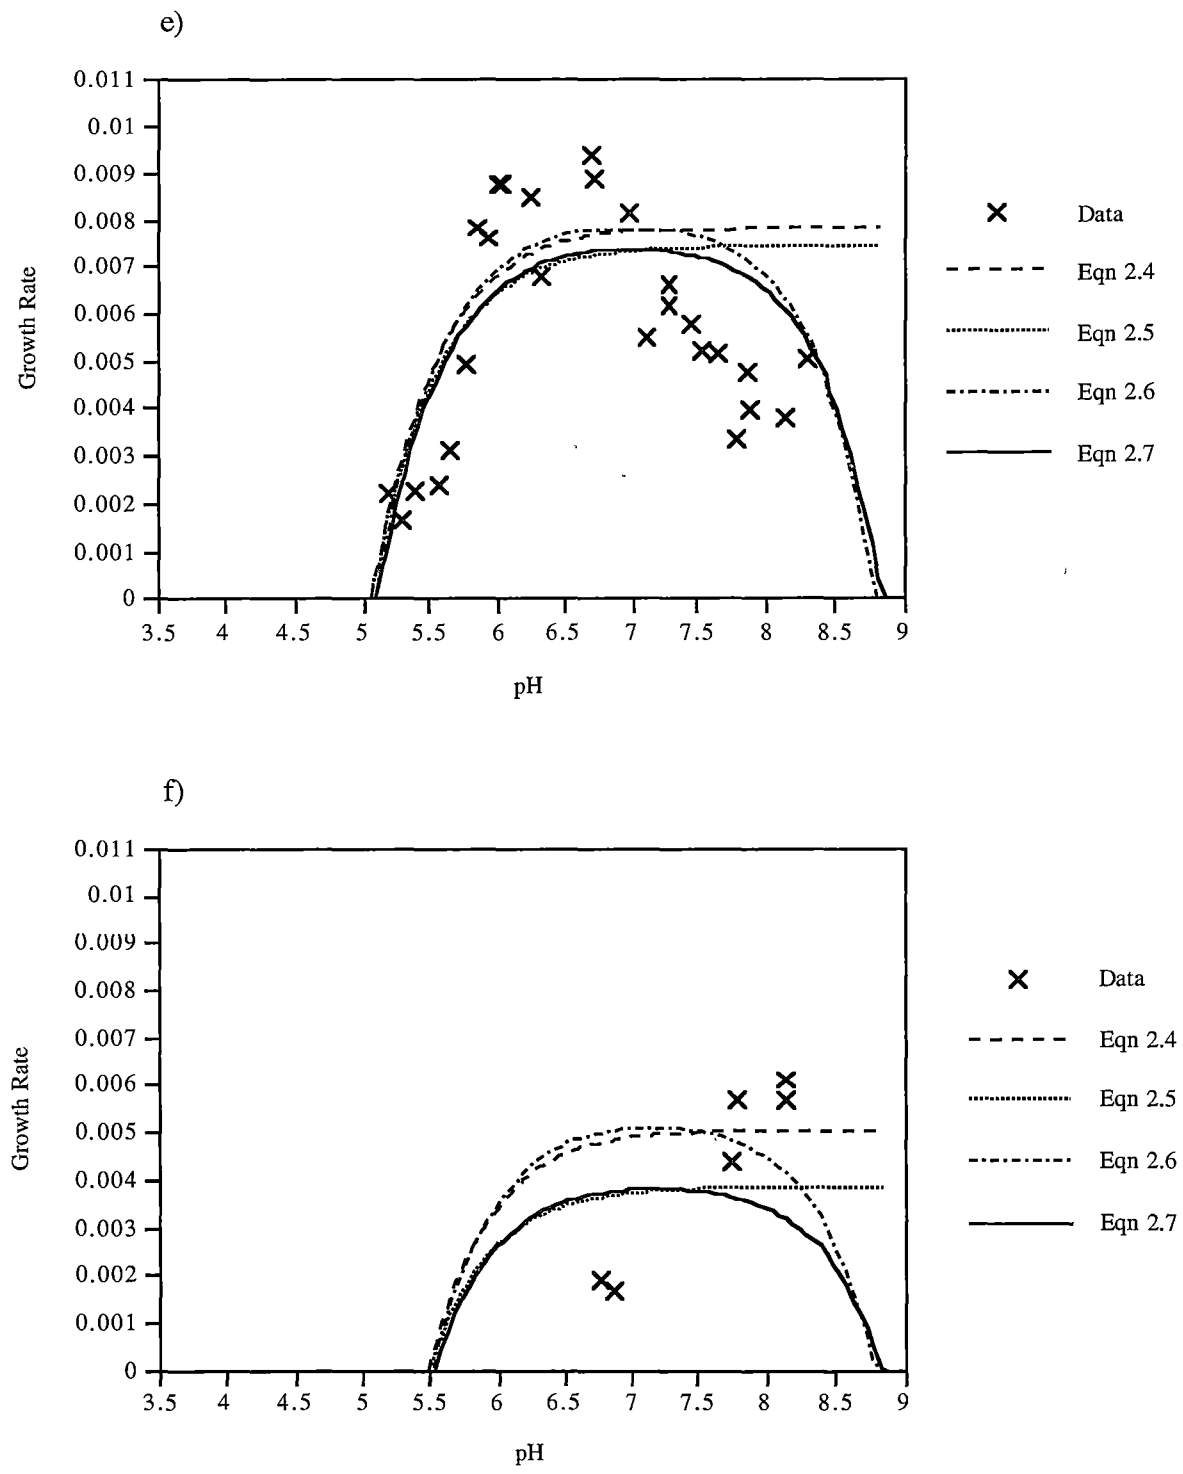 e)
0.011
0.01
0.009
0.008
0.007
0.006
0.005
0.004
0.003
0.002
0.001
0
Growth Rate
3.5 4 4.5 5 5.5 6 6.5 7 7.5 8 8.5 9
pH
Data
Eqn 2.4
Eqn 2.5
Eqn 2.6
Eqn 2.7
f)
0.011
0.01
0.009
0.008
0.007
0.006
0.005
0.004
0.003
0.002
0.001
0
Growth Rate
3.5 4 4.5 5 5.5 6 6.5 7 7.5 8 8.5 9
pH
Data
Eqn 2.4
Eqn 2.5
Eqn 2.6
Eqn 2.7